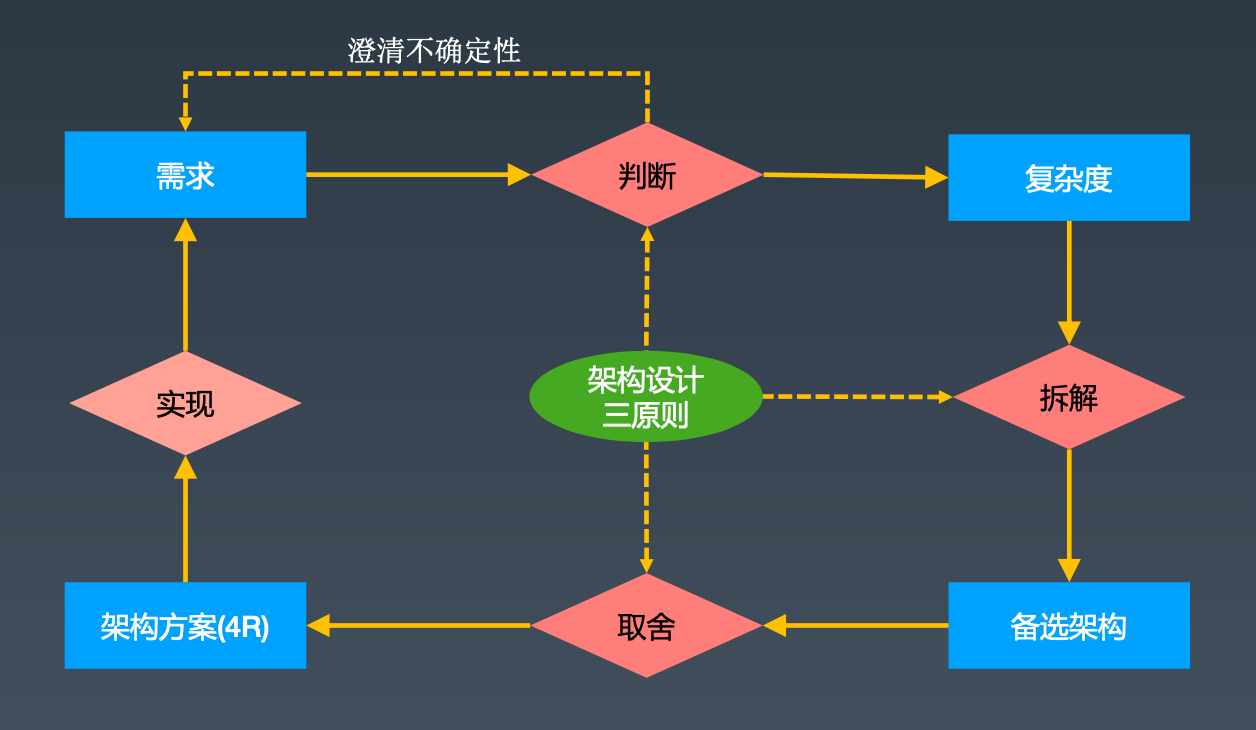 澄清不确定性
需求
判断
复杂度
实现
架构设计
三原则
拆解
架构方案(4R)
取舍
备选架构